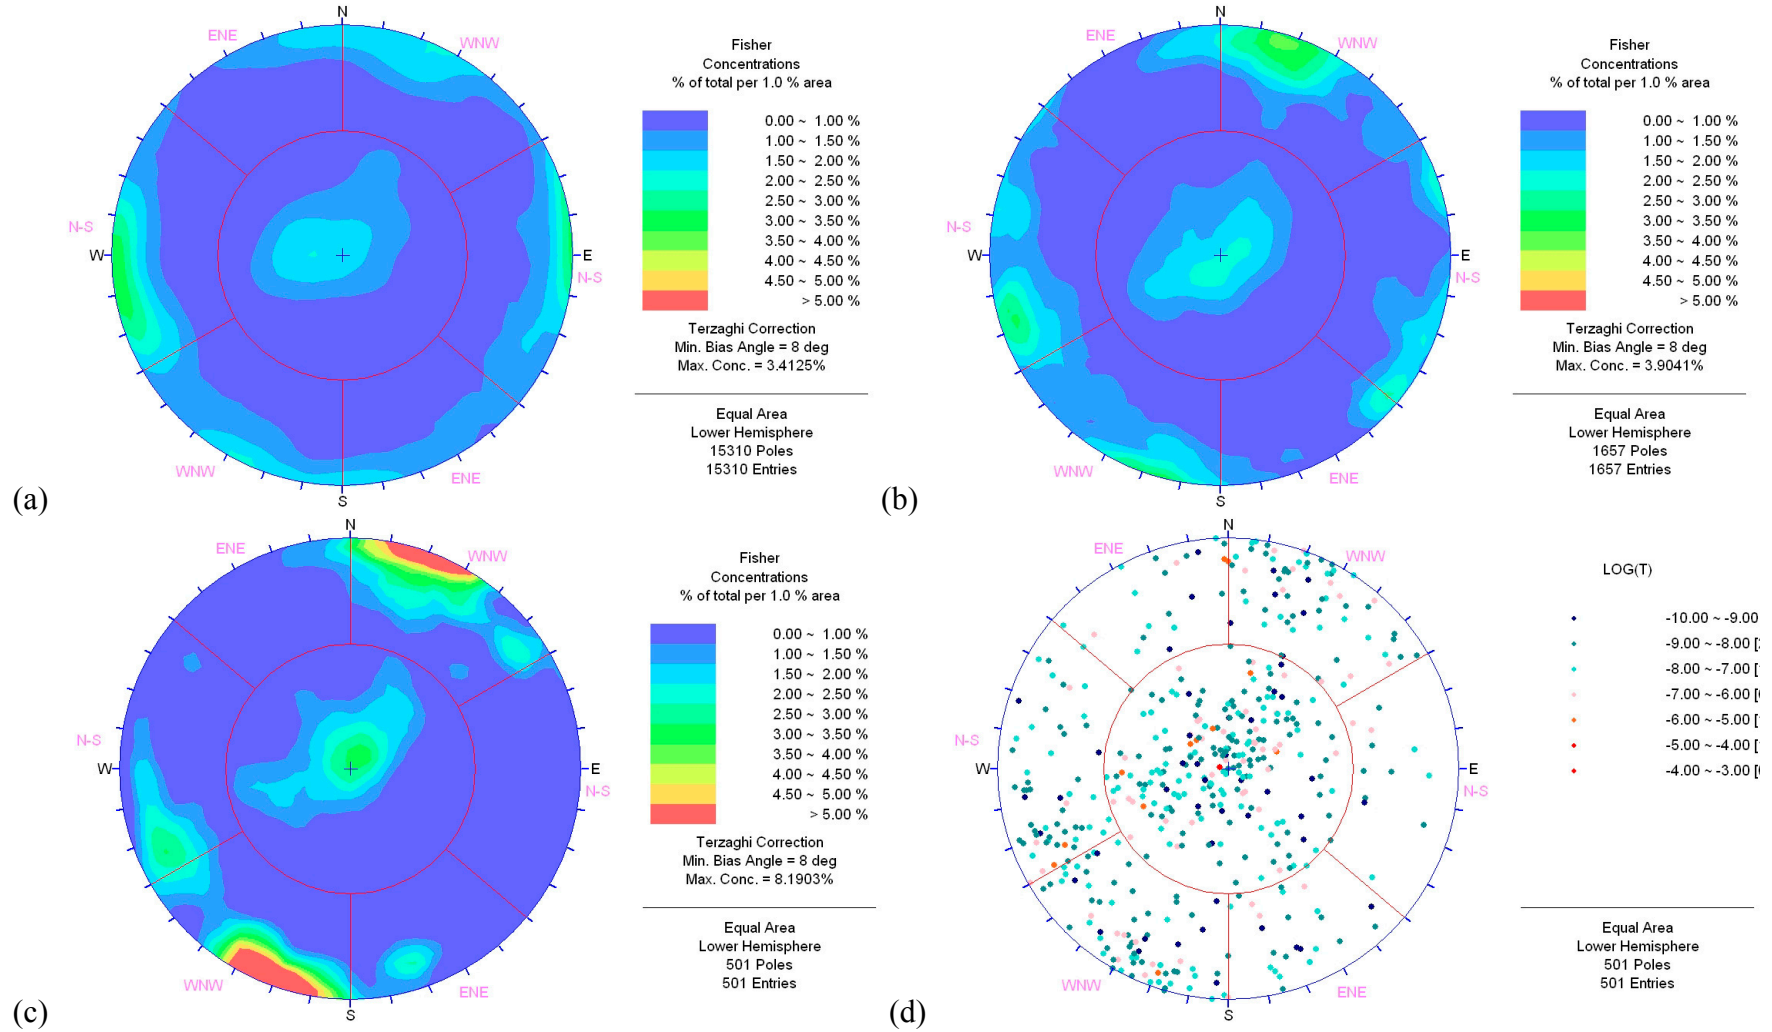 N
ENE
WNW
N-S
W
E
N-S
WNW
ENE
S
(a)
Fisher
Concentrations
% of total per 1.0 % area
0.00 ~ 1.00 %
1.00 ~ 1.50 %
1.50 ~ 2.00 %
2.00 ~ 2.50 %
2.50 ~ 3.00 %
3.00 ~ 3.50 %
3.50 ~ 4.00 %
4.00 ~ 4.50 %
4.50 ~ 5.00 %
> 5.00 %
Terzaghi Correction
Min. Bias Angle = 8 deg
Max. Conc. = 3.4125%
Equal Area
Lower Hemisphere
15310 Poles
15310 Entries
N
ENE
WNW
N-S
W
E
N-S
WNW
ENE
S
(b)
Fisher
Concentrations
% of total per 1.0 % area
0.00 ~ 1.00 %
1.00 ~ 1.50 %
1.50 ~ 2.00 %
2.00 ~ 2.50 %
2.50 ~ 3.00 %
3.00 ~ 3.50 %
3.50 ~ 4.00 %
4.00 ~ 4.50 %
4.50 ~ 5.00 %
> 5.00 %
Terzaghi Correction
Min. Bias Angle = 8 deg
Max. Conc. = 3.9041%
Equal Area
Lower Hemisphere
1657 Poles
1657 Entries
N
ENE
WNW
N-S
W
E
N-S
WNW
ENE
S
(c)
Fisher
Concentrations
% of total per 1.0 % area
0.00 ~ 1.00 %
1.00 ~ 1.50 %
1.50 ~ 2.00 %
2.00 ~ 2.50 %
2.50 ~ 3.00 %
3.00 ~ 3.50 %
3.50 ~ 4.00 %
4.00 ~ 4.50 %
4.50 ~ 5.00 %
> 5.00 %
Terzaghi Correction
Min. Bias Angle = 8 deg
Max. Conc. = 8.1903%
Equal Area
Lower Hemisphere
501 Poles
501 Entries
N
ENE
WNW
N-S
W
E
N-S
WNW
ENE
S
(d)
LOG(T)
-10.00 ~ -9.00
-9.00 ~ -8.00 [
-8.00 ~ -7.00 [
-7.00 ~ -6.00 [
-6.00 ~ -5.00 [
-5.00 ~ -4.00 [
-4.00 ~ -3.00 [
Equal Area
Lower Hemisphere
501 Poles
501 Entries